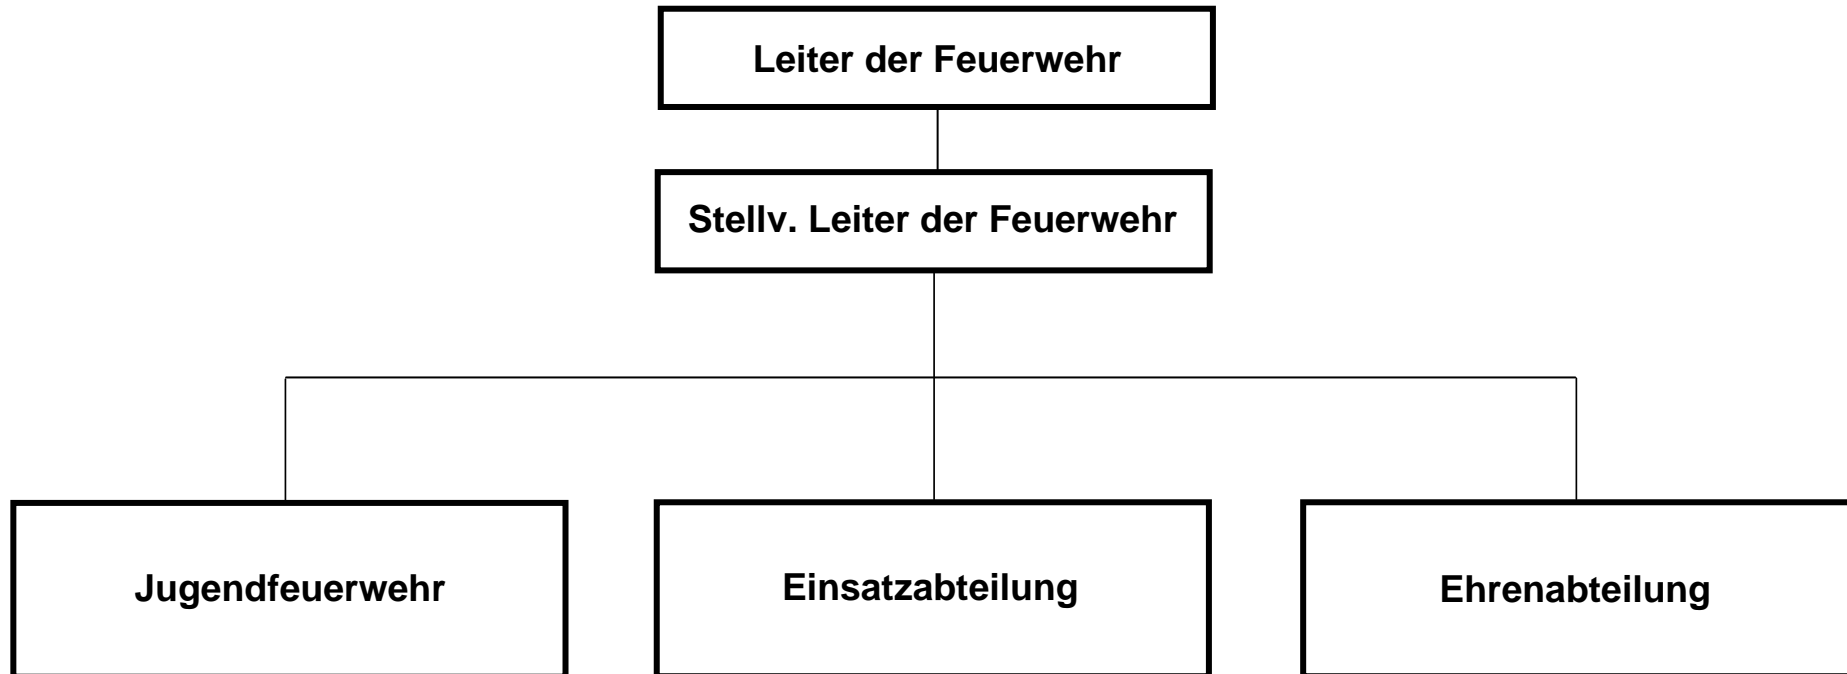 Leiter der Feuerwehr
Stellv. Leiter der Feuerwehr
Jugendfeuerwehr
Einsatzabteilung
Ehrenabteilung